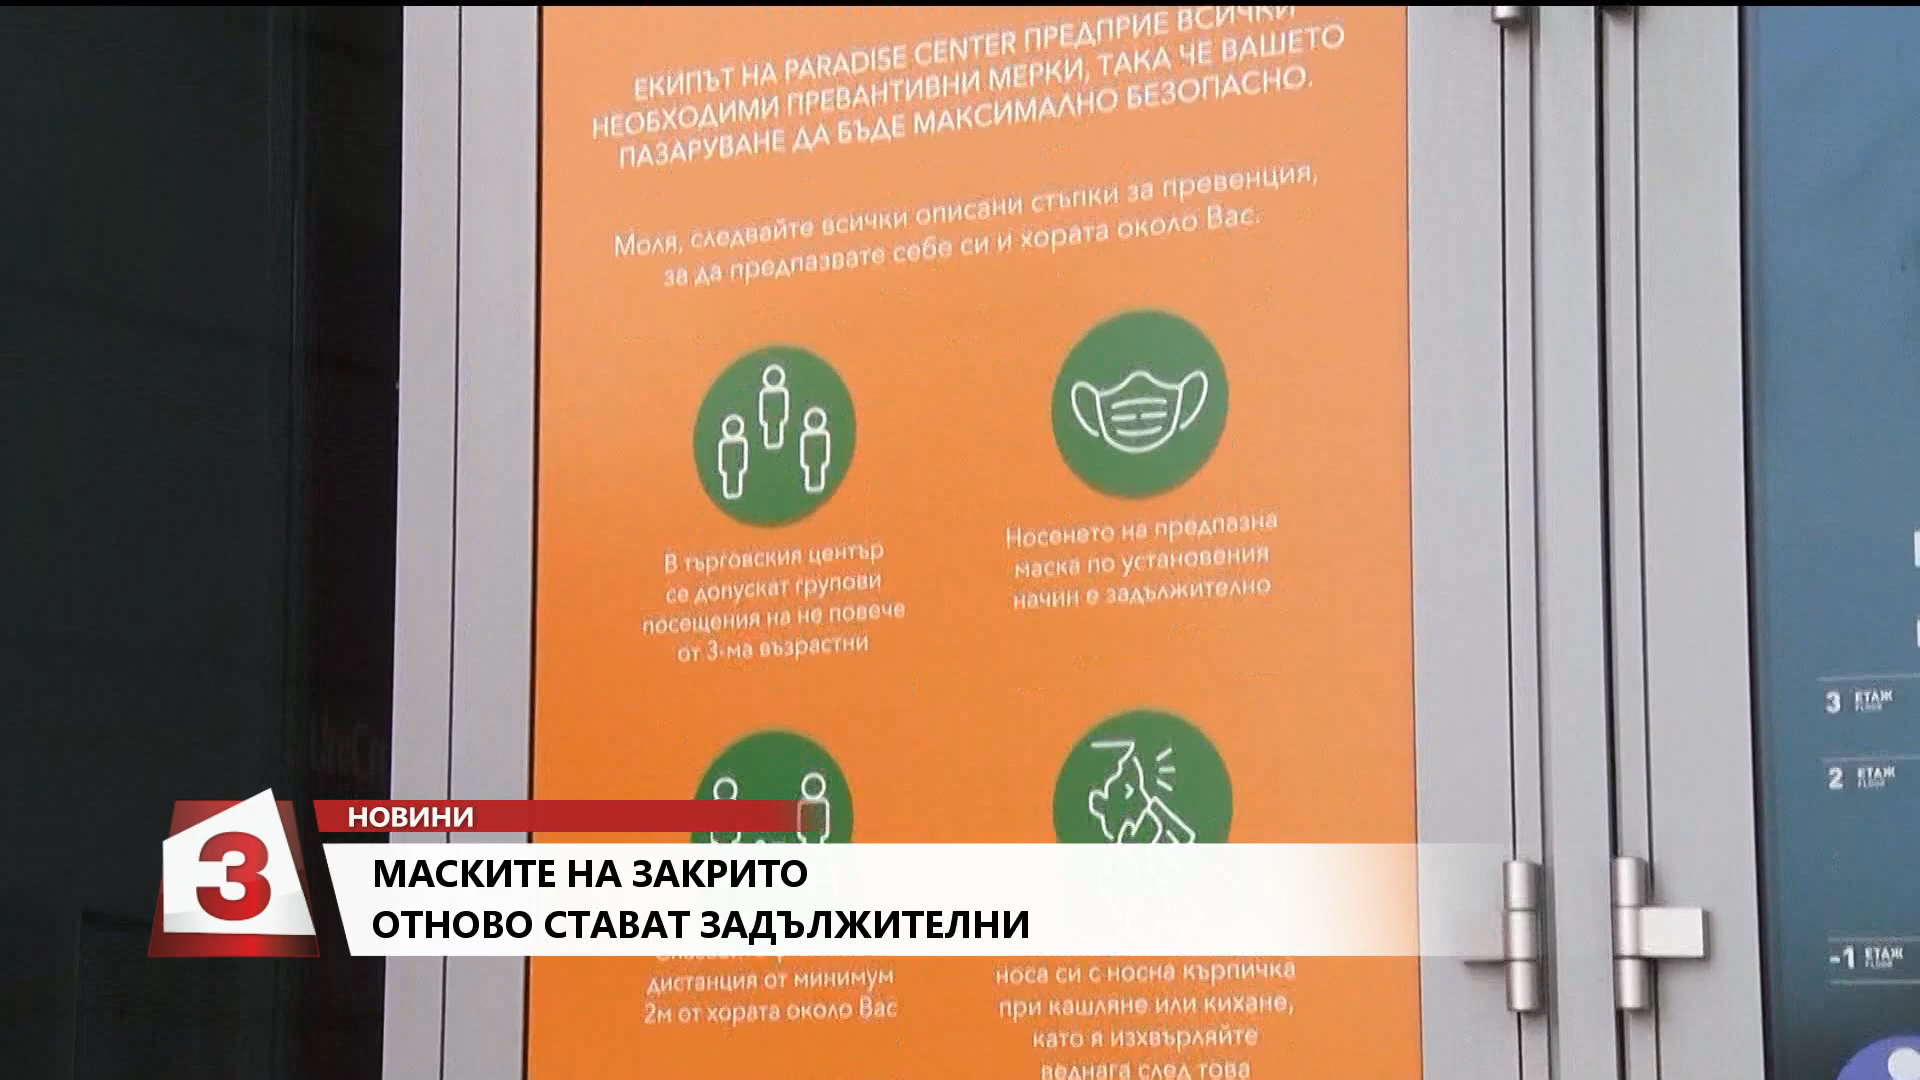 ЕКИПЪТ НА PARADISE CENTER ПРЕДПРИЕ ВСИЧКИ
НЕОБХОДИМИ ПРЕВАНТИВНИ МЕРКИ, ТАКА ЧЕ ВАШЕТО
ПАЗАРУВАНЕ ДА БЪДЕ МАКСИМАЛНО БЕЗОПАСНО.
Моля, следвайте всички описани стъпки за превенция,
за да предпазвате себе си и хората около Вас.
В търговския център
се допускат групови
посещения на не повече
от 3-ма възрастни
Носенето на предпазна
маска по установения
начин е задължително
3 ЕТАЖ
FLOOR
2 ЕТАЖ
FLOOR
-1 ЕТАЖ
FLOOR
3
НОВИНИ
МАСКИТЕ НА ЗАКРИТО
ОТНОВО СТАВАТ ЗАДЪЛЖИТЕЛНИ
дистанция от минимум
2м от хората около Вас
носа си с носна кърпичка
при кашляне или кихане,
като я изхвърляйте
веднага след това